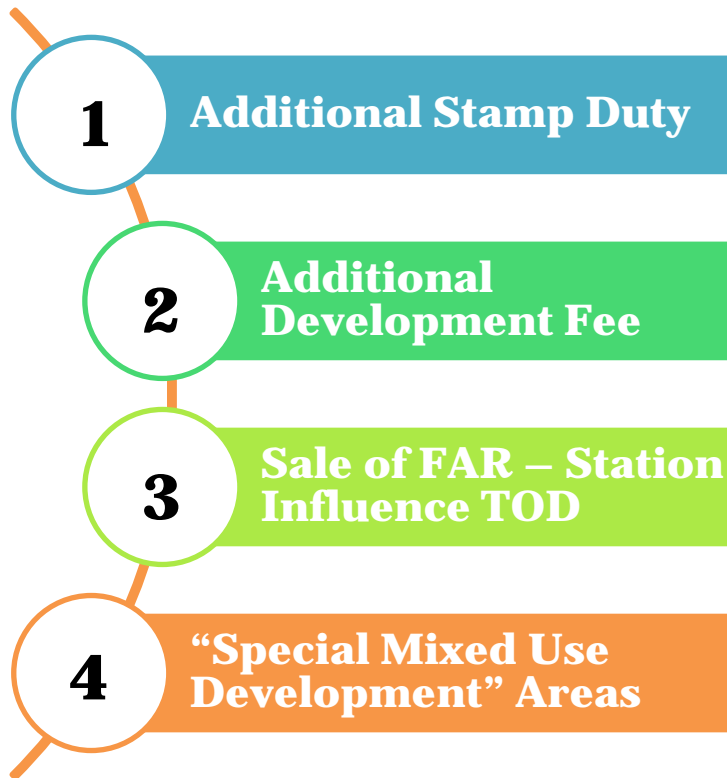 1
Additional Stamp Duty
2
Additional
Development Fee
3
Sale of FAR – Station
Influence TOD
4
“Special Mixed Use
Development” Areas